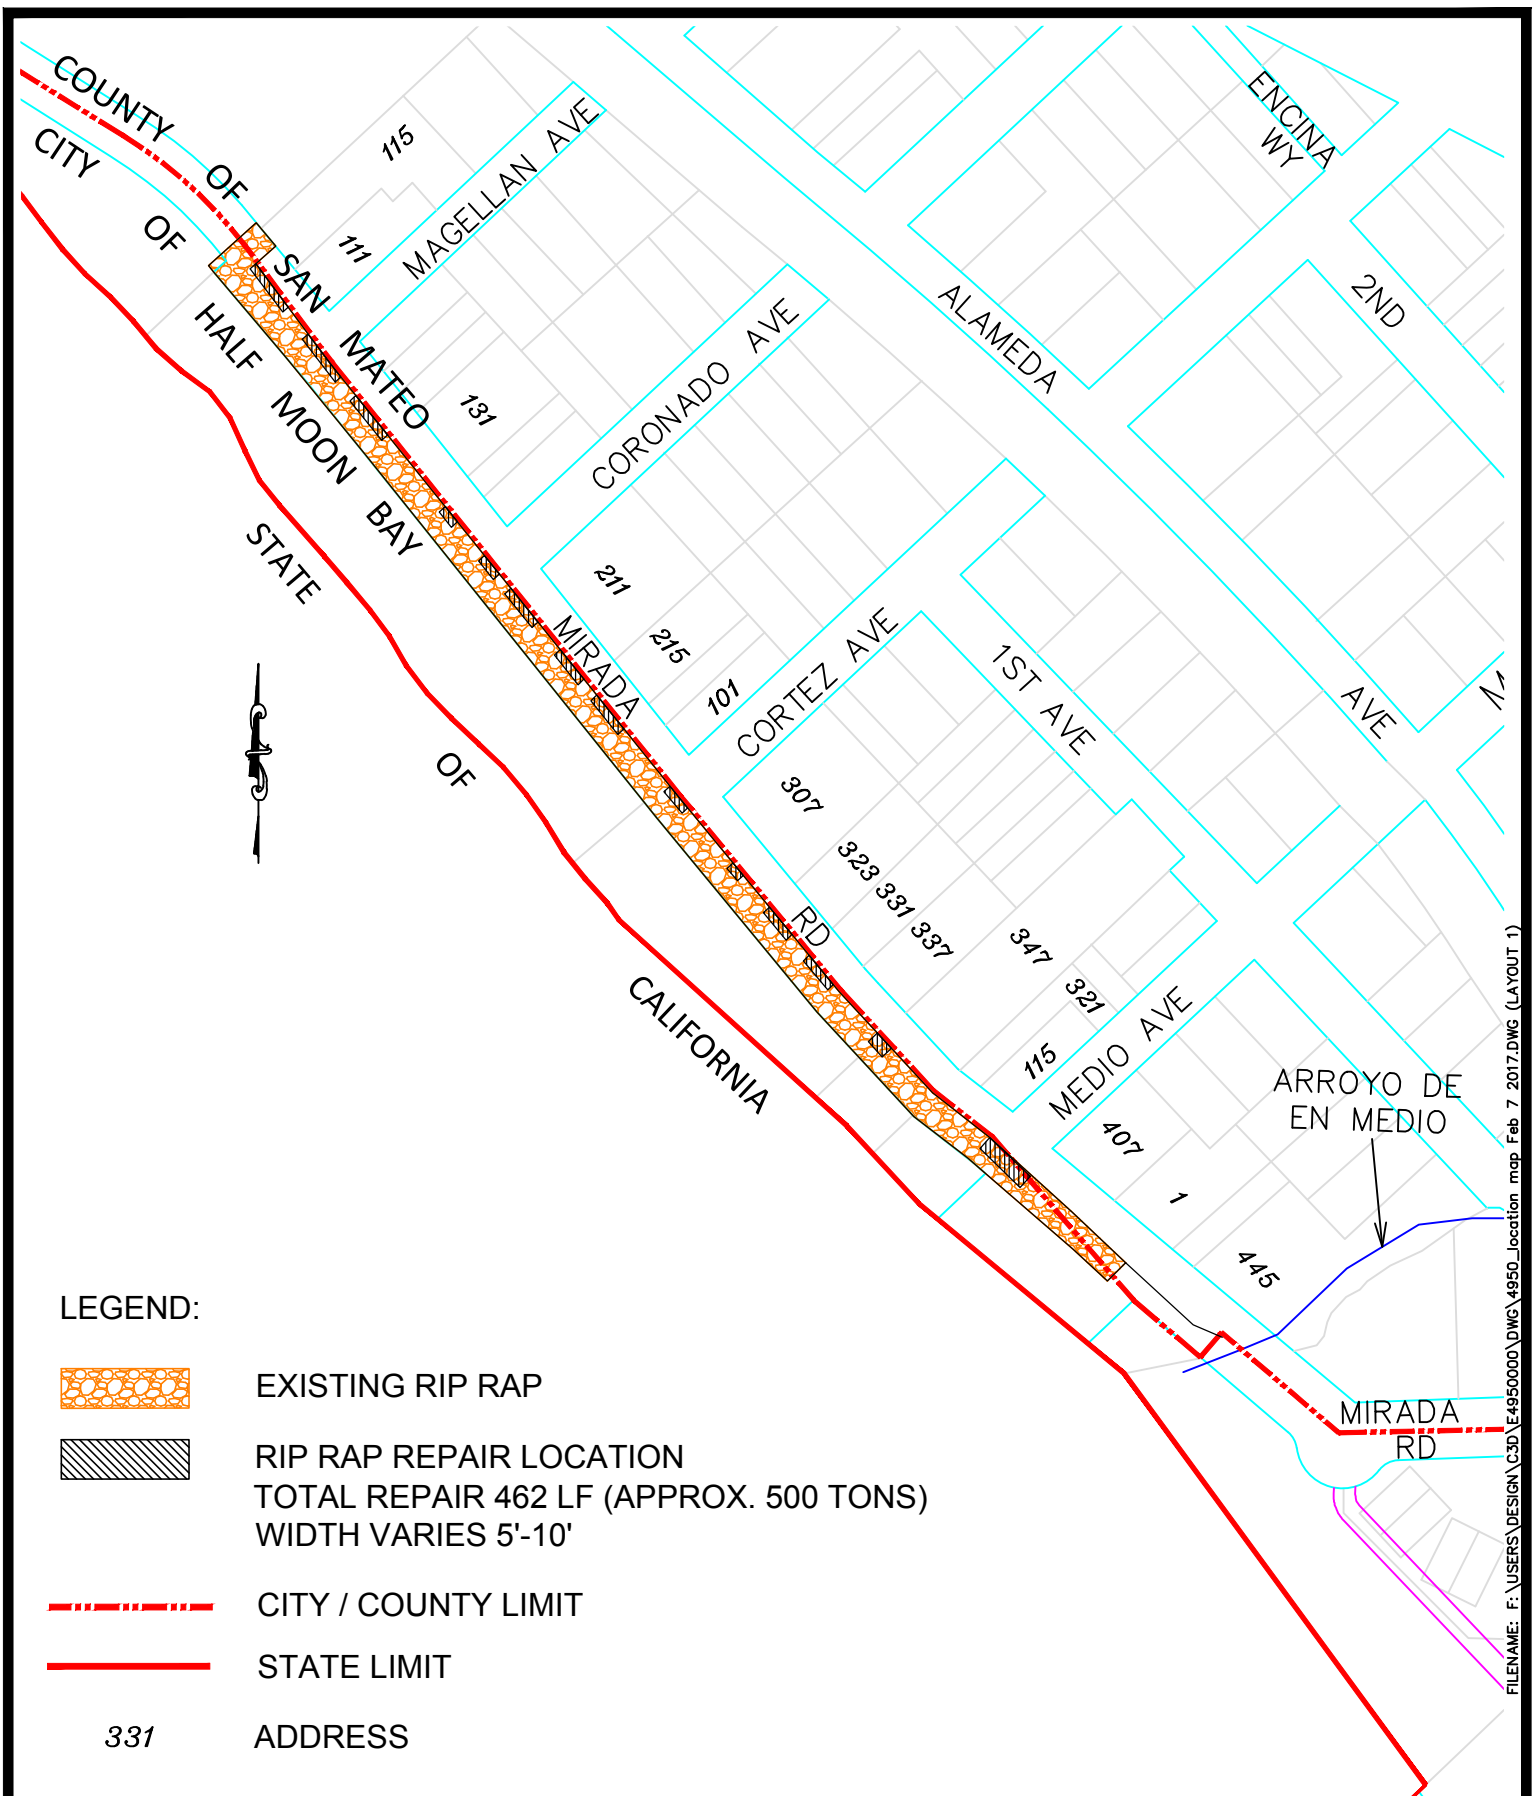 COUNTY OF SAN MATEO
CITY OF HALF MOON BAY
STATE OF CALIFORNIA
115
111
MAGELLAN AVE
131
CORONADO AVE
ENCINA
WY
ALAMEDA AVE
2ND
211
215
101
MIRADA RD
CORTEZ AVE
1ST AVE
307
323
331
337
347
321
115
MEDIO AVE
407
1
445
ARROYO DE
EN MEDIO
MIRADA
RD
LEGEND:
EXISTING RIP RAP
RIP RAP REPAIR LOCATION
TOTAL REPAIR 462 LF (APPROX. 500 TONS)
WIDTH VARIES 5'-10'
CITY / COUNTY LIMIT
STATE LIMIT
331 ADDRESS
FILENAME: F:\USERS\DESIGN\C3D\E4950000\DWG\4950_location map Feb 7 2017.DWG (LAYOUT 1)